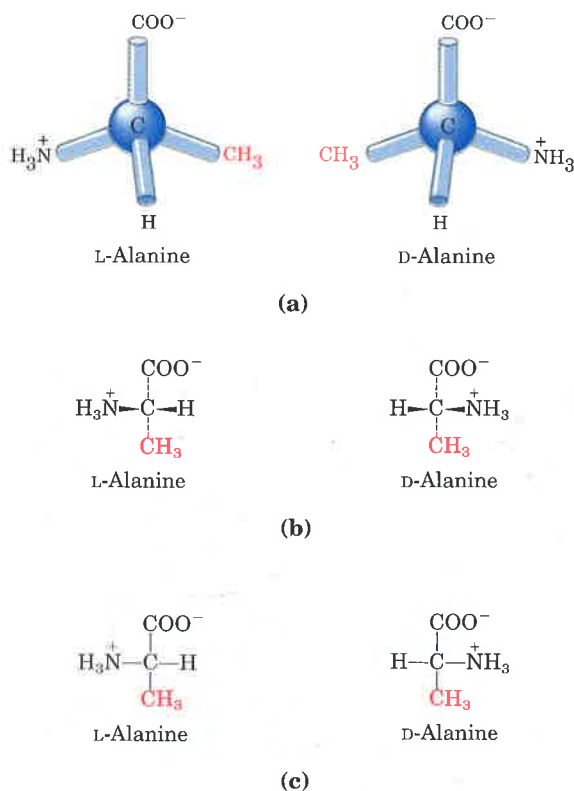 COO⁻ COO⁻
C C
H₃N⁺ CH₃ CH₃ N⁺H₃
H H
L-Alanine D-Alanine
(a)
COO⁻ COO⁻
H₃N⁺ C H H C N⁺H₃
CH₃ CH₃
L-Alanine D-Alanine
(b)
COO⁻ COO⁻
H₃N⁺—C—H H—C—N⁺H₃
CH₃ CH₃
L-Alanine D-Alanine
(c)